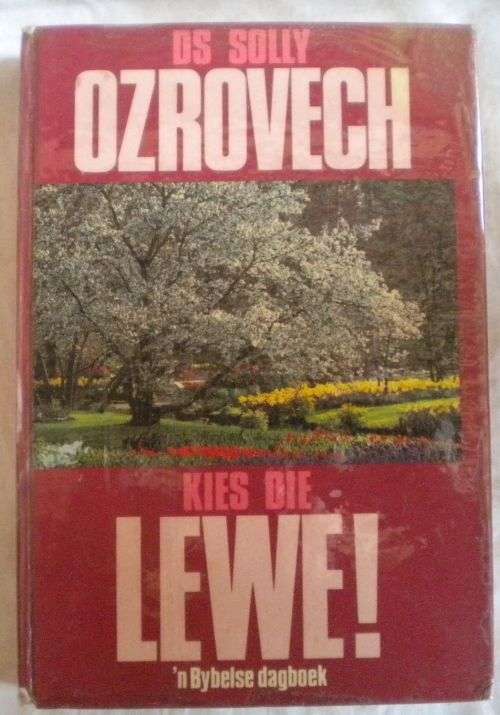 DS SOLLY
OZROVECH
KIES DIE
LEWE!
'n Bybelse dagboek